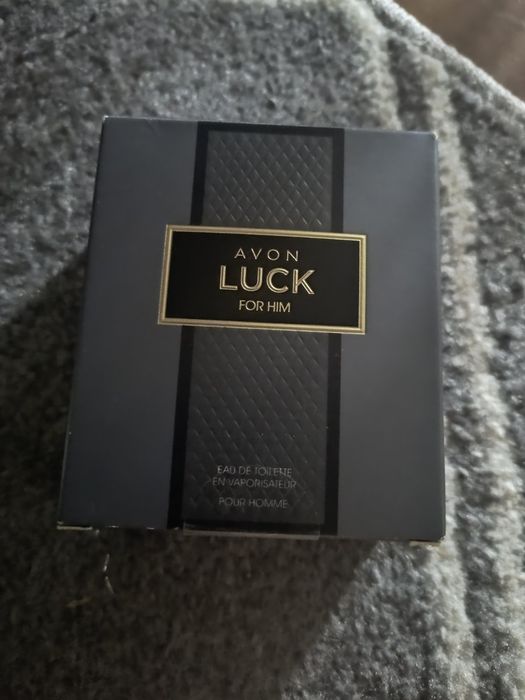 AVON
LUCK
FOR HIM
EAU DE TOILETTE
EN VAPORISATEUR
POUR HOMME